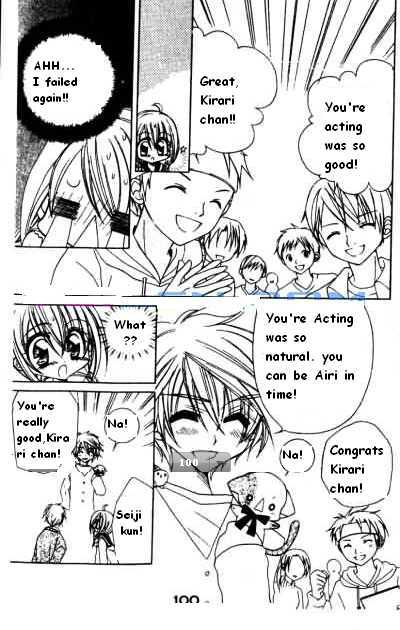 AHH...
I failed
again!!
Great,
Kirari
chan!!
You're
acting
was so
good!
What
??
You're Acting
was so
natural. you
can be Airi in
time!
You're
really
good,Kira
ri chan!
Na!
Seiji
kun!
Na!
Congrats
Kirari
chan!
100
100